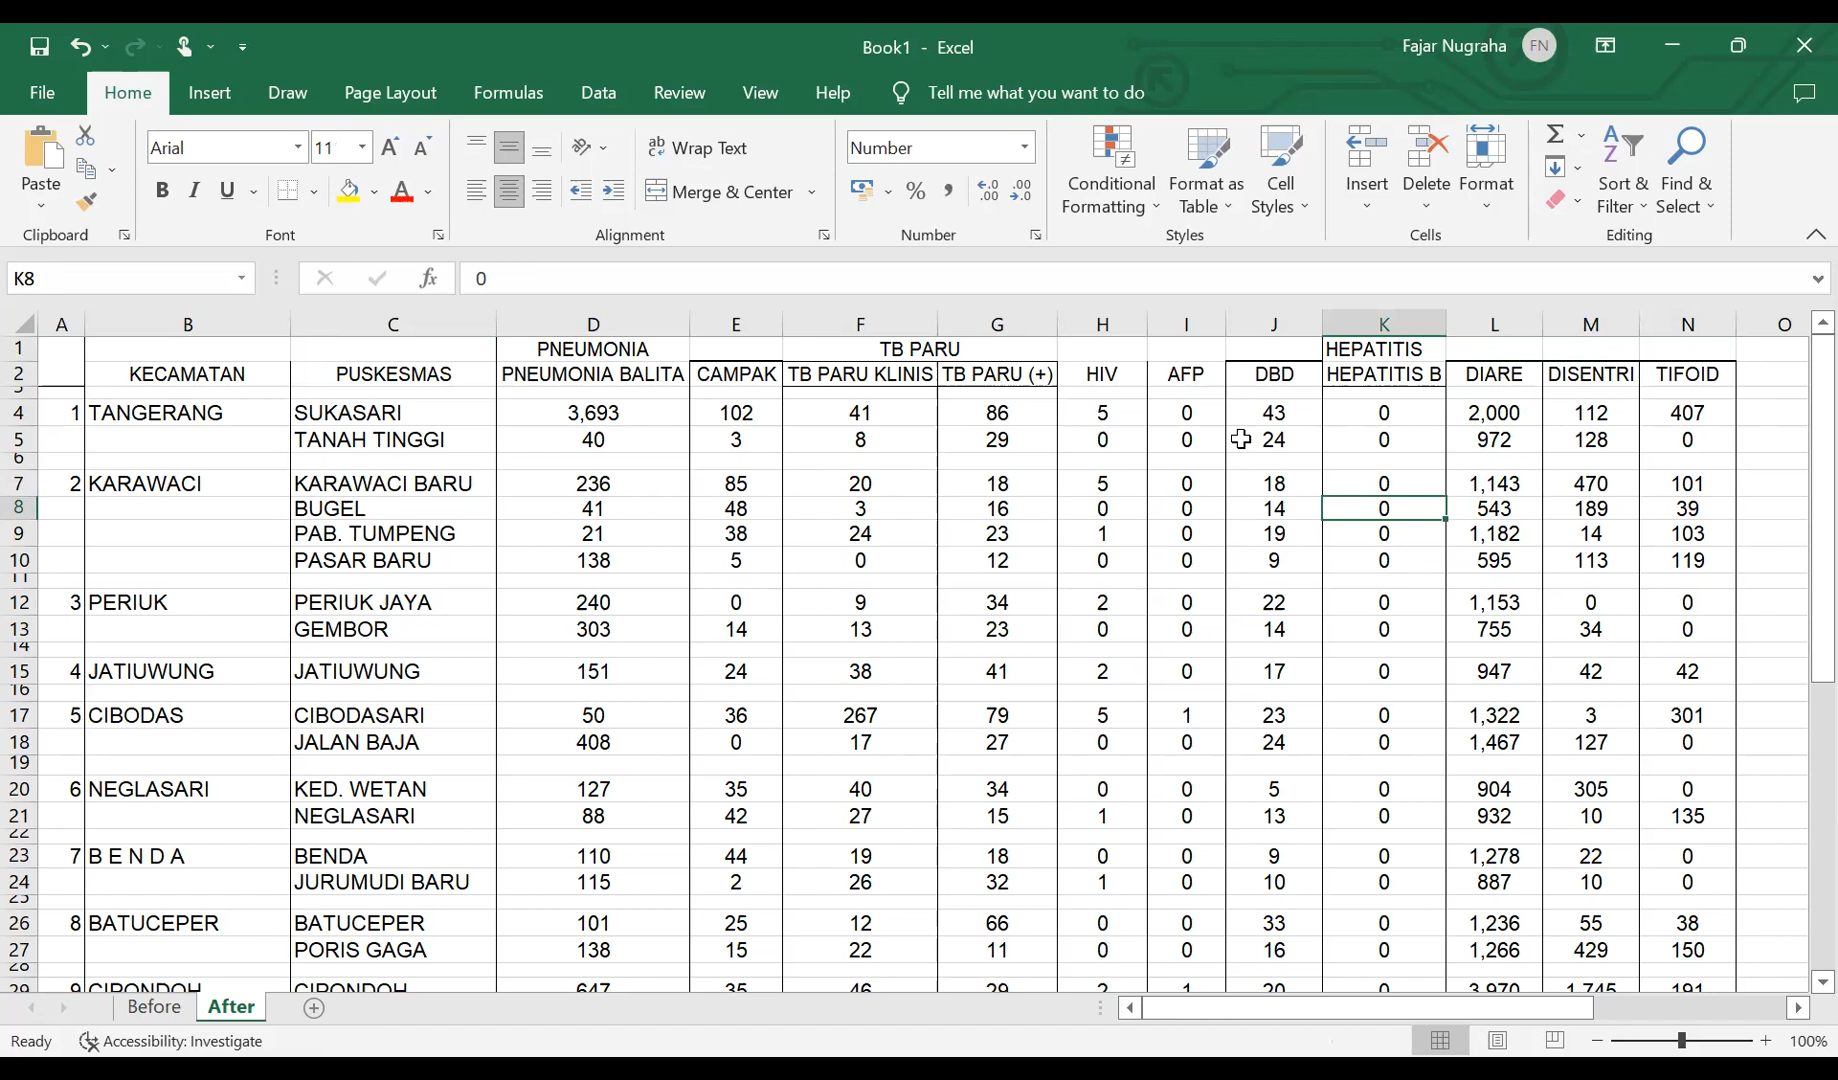 Book1 - Excel
Fajar Nugraha FN
File Home Insert Draw Page Layout Formulas Data Review View Help Tell me what you want to do
Arial 11 Wrap Text Number
Paste B I U Merge & Center % , Conditional Formatting Format as Table Cell Styles Insert Delete Format Sort & Filter Find & Select
Clipboard Font Alignment Number Styles Cells Editing
K8 fx 0
A B C D E F G H I J K L M N O
1 PNEUMONIA TB PARU HEPATITIS
2 KECAMATAN PUSKESMAS PNEUMONIA BALITA CAMPAK TB PARU KLINIS TB PARU (+) HIV AFP DBD HEPATITIS B DIARE DISENTRI TIFOID
3
4 1 TANGERANG SUKASARI 3,693 102 41 86 5 0 43 0 2,000 112 407
5 TANAH TINGGI 40 3 8 29 0 0 24 0 972 128 0
6
7 2 KARAWACI KARAWACI BARU 236 85 20 18 5 0 18 0 1,143 470 101
8 BUGEL 41 48 3 16 0 0 14 0 543 189 39
9 PAB. TUMPENG 21 38 24 23 1 0 19 0 1,182 14 103
10 PASAR BARU 138 5 0 12 0 0 9 0 595 113 119
11
12 3 PERIUK PERIUK JAYA 240 0 9 34 2 0 22 0 1,153 0 0
13 GEMBOR 303 14 13 23 0 0 14 0 755 34 0
14
15 4 JATIUWUNG JATIUWUNG 151 24 38 41 2 0 17 0 947 42 42
16
17 5 CIBODAS CIBODASARI 50 36 267 79 5 1 23 0 1,322 3 301
18 JALAN BAJA 408 0 17 27 0 0 24 0 1,467 127 0
19
20 6 NEGLASARI KED. WETAN 127 35 40 34 0 0 5 0 904 305 0
21 NEGLASARI 88 42 27 15 1 0 13 0 932 10 135
22
23 7 B E N D A BENDA 110 44 19 18 0 0 9 0 1,278 22 0
24 JURUMUDI BARU 115 2 26 32 1 0 10 0 887 10 0
25
26 8 BATUCEPER BATUCEPER 101 25 12 66 0 0 33 0 1,236 55 38
27 PORIS GAGA 138 15 22 11 0 0 16 0 1,266 429 150
28
29 9 CIPONDOH CIPONDOH 647 35 46 29 2 1 20 0 3,970 1,745 191
Before After
Ready Accessibility: Investigate 100%